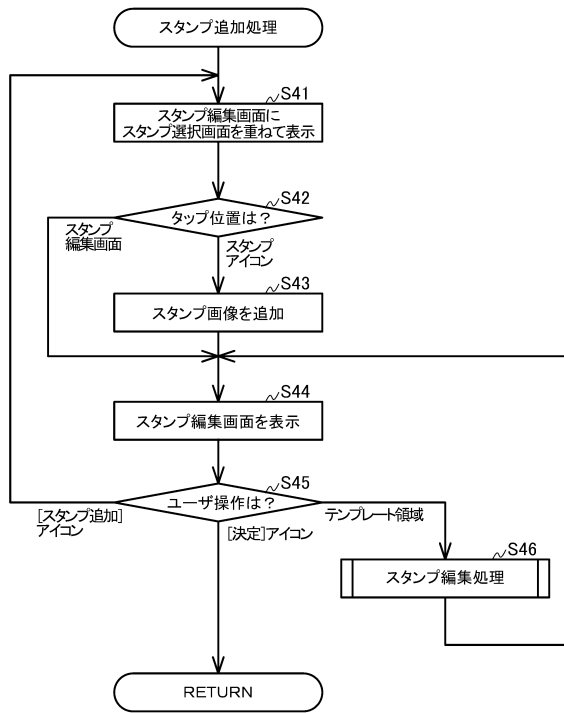 スタンプ追加処理
S41
スタンプ編集画面に
スタンプ選択画面を重ねて表示
S42
タップ位置は？
スタンプ
編集画面
スタンプ
アイコン
S43
スタンプ画像を追加
S44
スタンプ編集画面を表示
S45
ユーザ操作は？
[スタンプ追加]
アイコン
[決定]アイコン
テンプレート領域
S46
スタンプ編集処理
RETURN